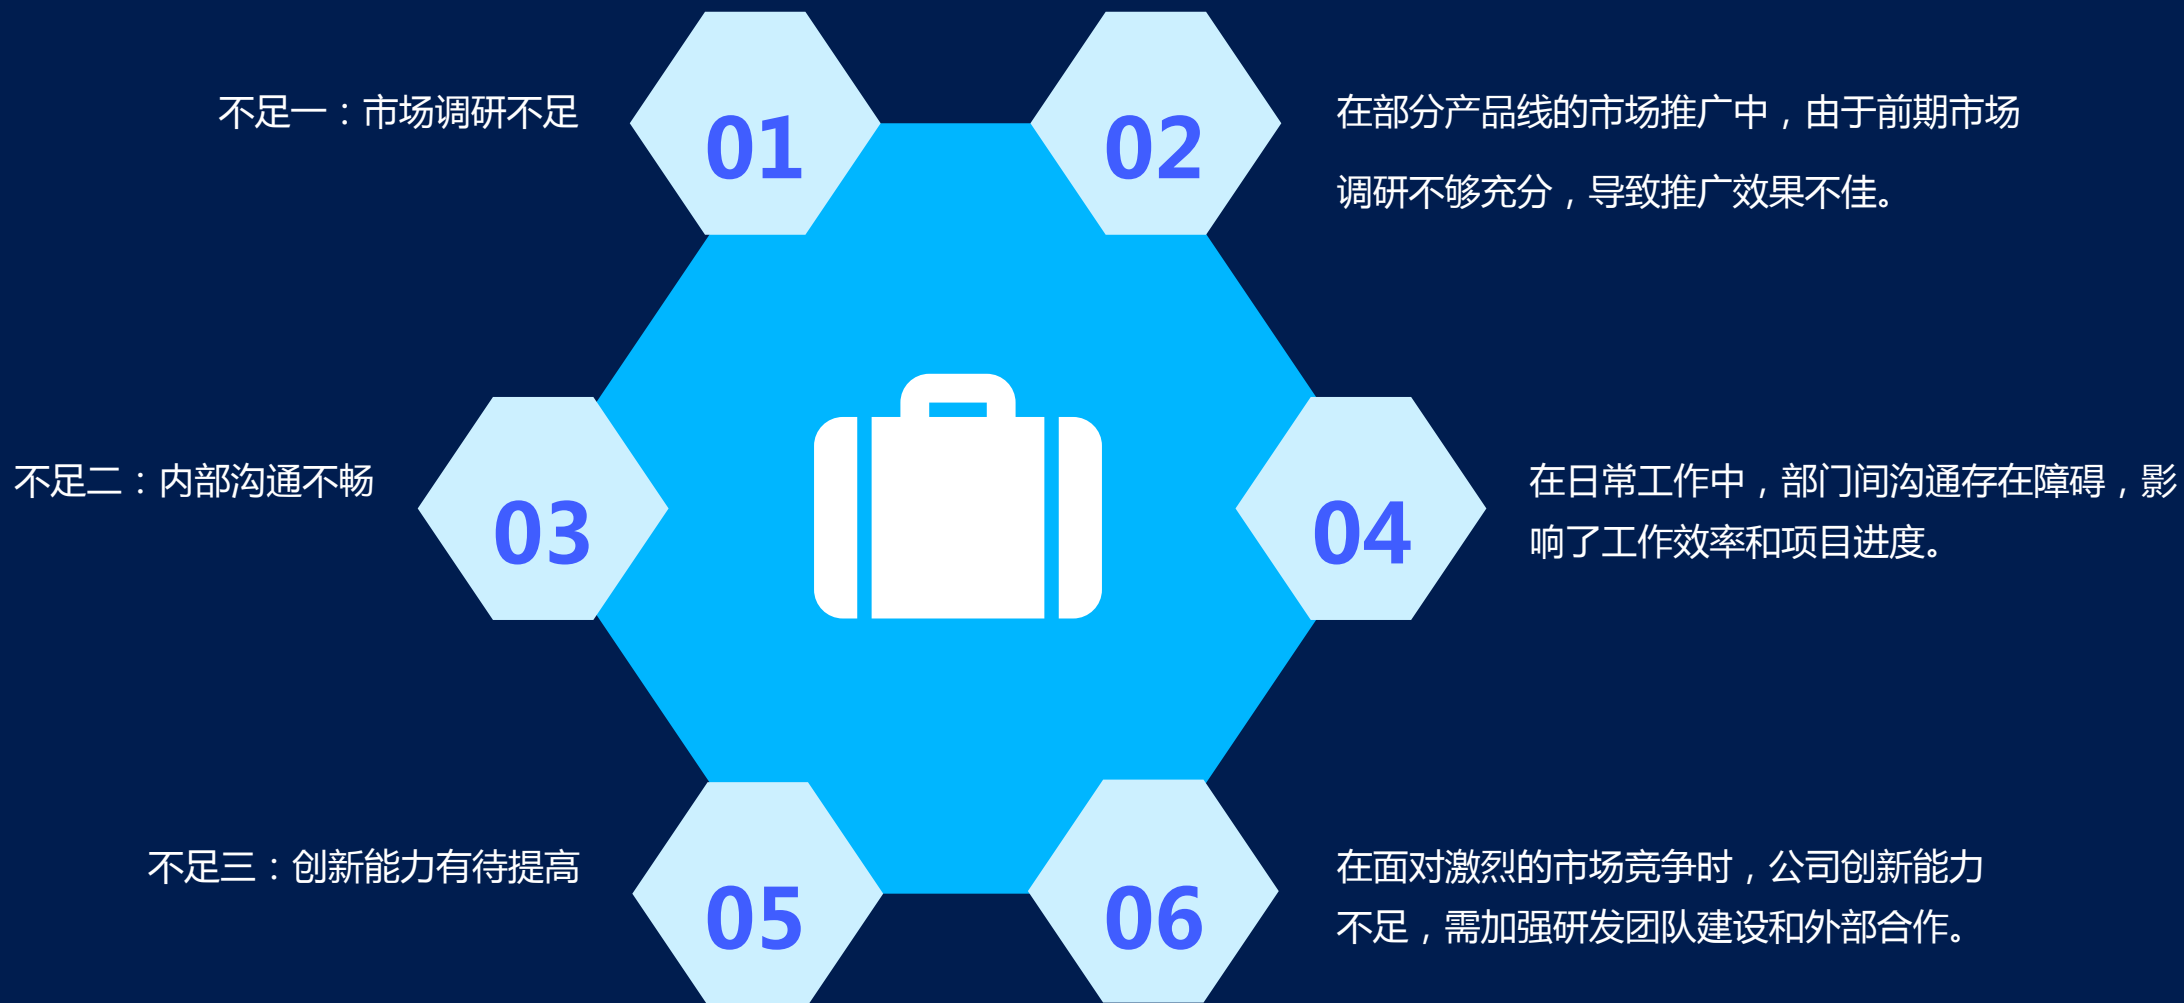 不足一：市场调研不足
01
02
在部分产品线的市场推广中，由于前期市场
调研不够充分，导致推广效果不佳。
不足二：内部沟通不畅
03
04
在日常工作中，部门间沟通存在障碍，影
响了工作效率和项目进度。
不足三：创新能力有待提高
05
06
在面对激烈的市场竞争时，公司创新能力
不足，需加强研发团队建设和外部合作。